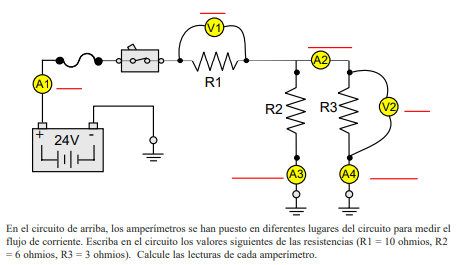 V1
A2
A1
R1
R2
R3
V2
+ 24V -
A3
A4
En el circuito de arriba, los amperímetros se han puesto en diferentes lugares del circuito para medir el
flujo de corriente. Escriba en el circuito los valores siguientes de las resistencias (R1 = 10 ohmios, R2
= 6 ohmios, R3 = 3 ohmios). Calcule las lecturas de cada amperímetro.